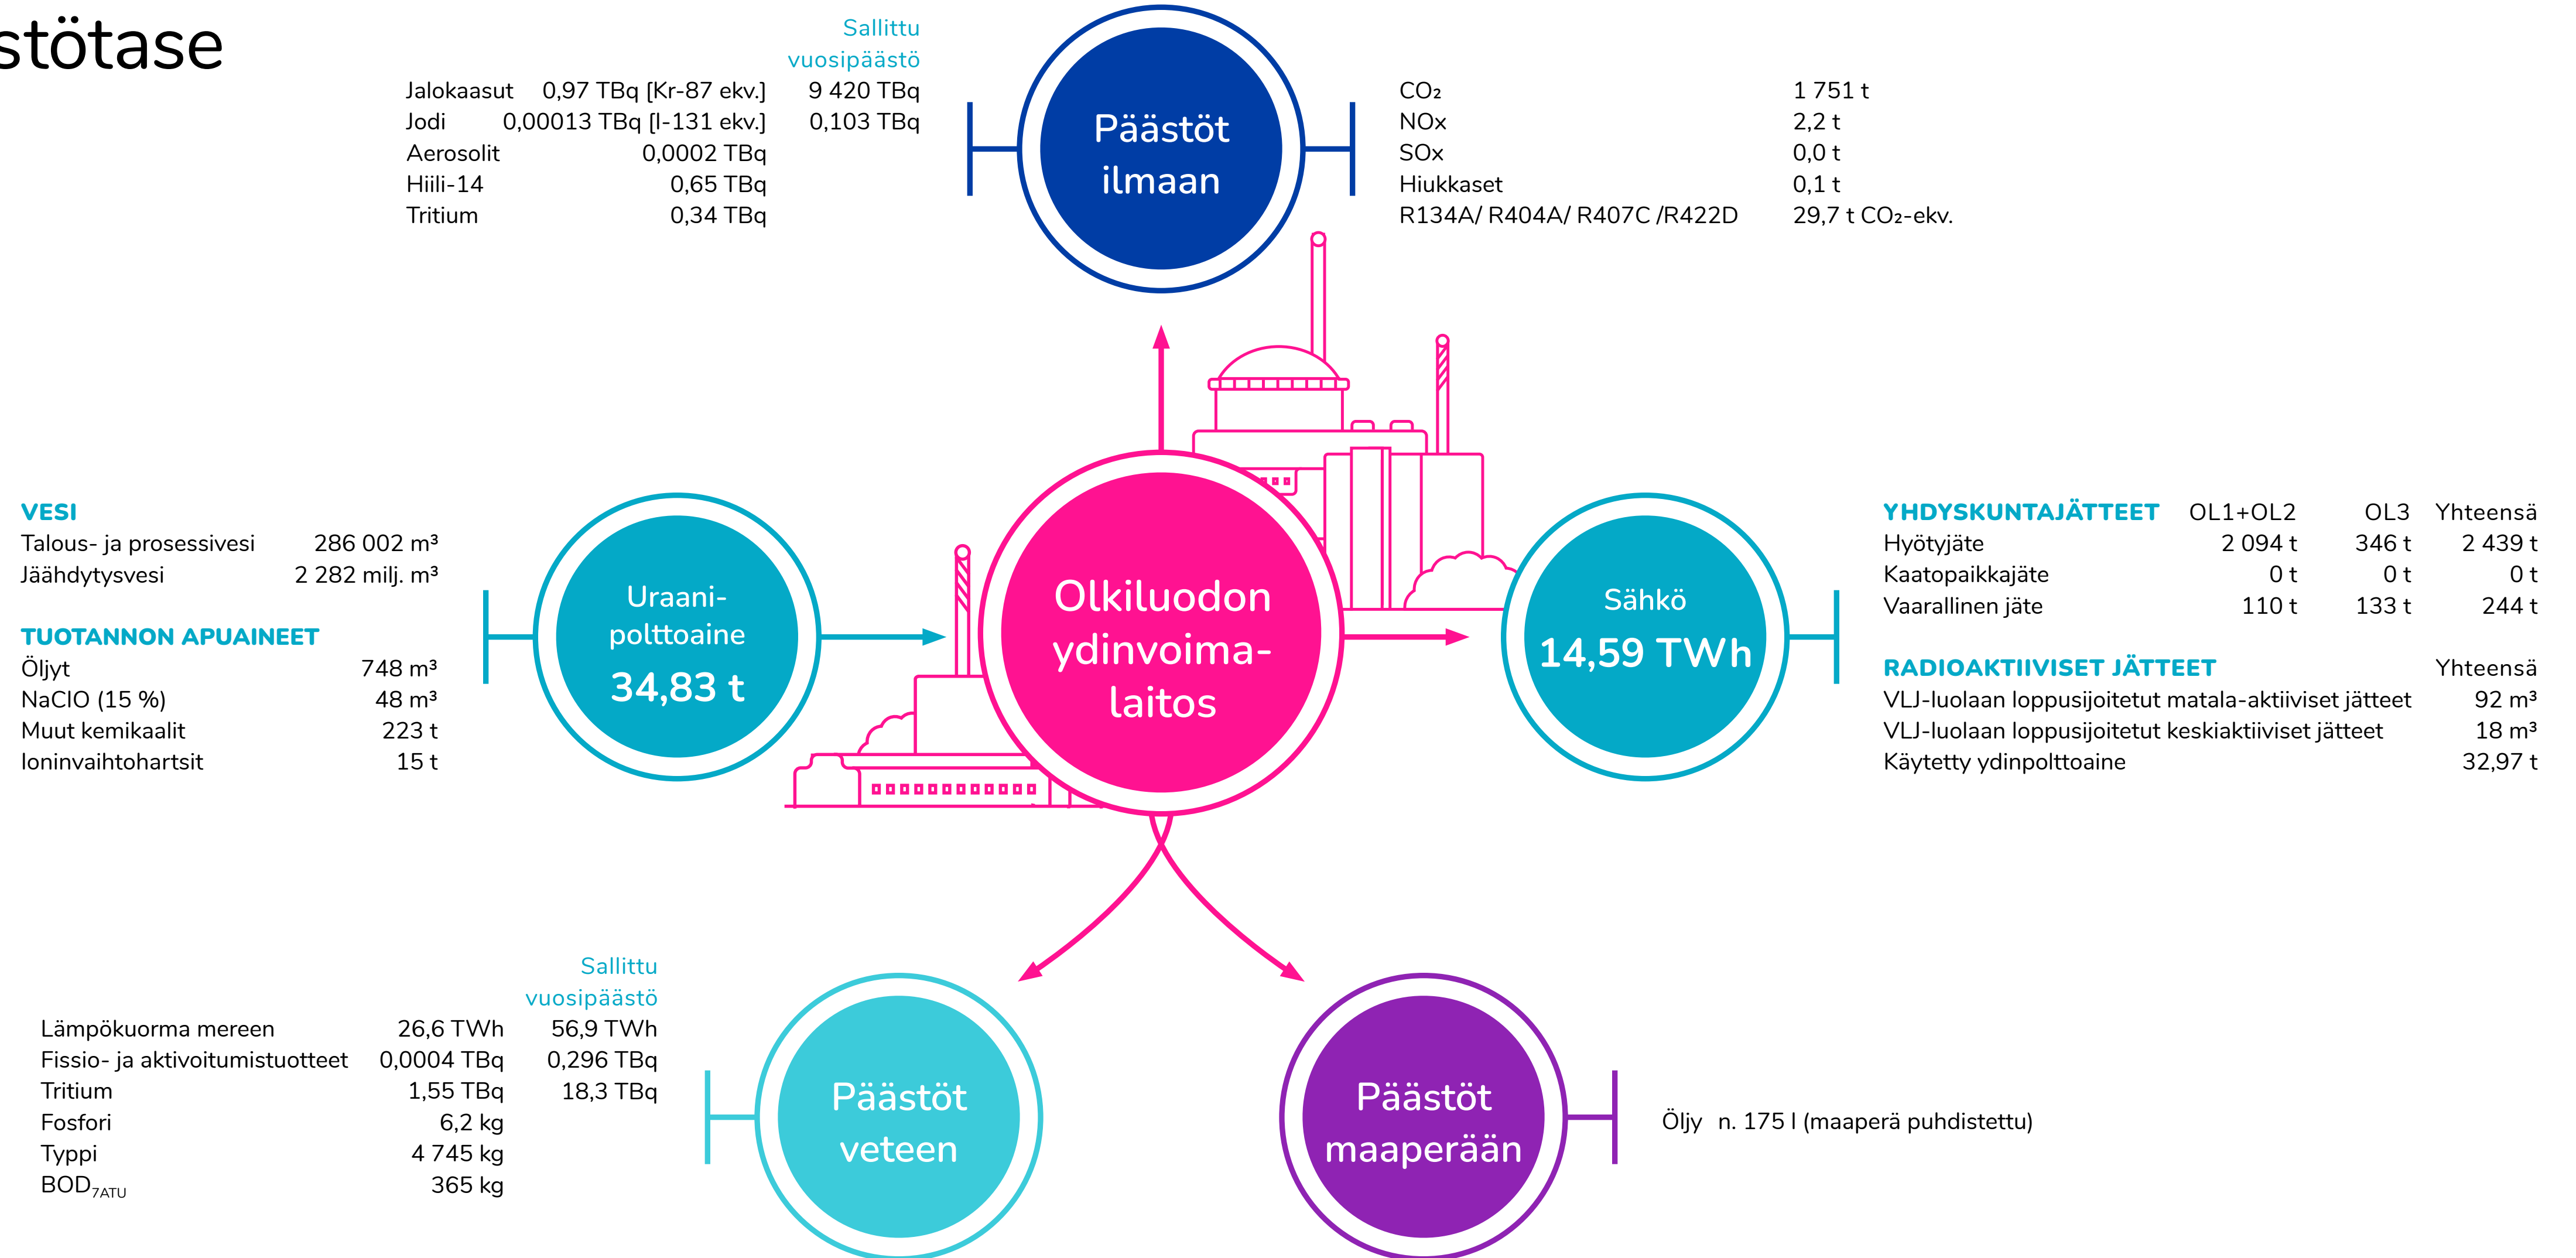 stötase
Sallittu
vuosipäästö
Jalokaasut 0,97 TBq [Kr-87 ekv.] 9 420 TBq
Jodi 0,00013 TBq [I-131 ekv.] 0,103 TBq
Aerosolit 0,0002 TBq
Hiili-14 0,65 TBq
Tritium 0,34 TBq
Päästöt
ilmaan
CO₂ 1 751 t
NOx 2,2 t
SOx 0,0 t
Hiukkaset 0,1 t
R134A/ R404A/ R407C /R422D 29,7 t CO₂-ekv.
VESI
Talous- ja prosessivesi 286 002 m³
Jäähdytysvesi 2 282 milj. m³
TUOTANNON APUAINEET
Öljyt 748 m³
NaClO (15 %) 48 m³
Muut kemikaalit 223 t
Ioninvaihtohartsit 15 t
Uraani-
polttoaine
34,83 t
Olkiluodon
ydinvoima-
laitos
Sähkö
14,59 TWh
YHDYSKUNTAJÄTTEET OL1+OL2 OL3 Yhteensä
Hyötyjäte 2 094 t 346 t 2 439 t
Kaatopaikkajäte 0 t 0 t 0 t
Vaarallinen jäte 110 t 133 t 244 t
RADIOAKTIIVISET JÄTTEET Yhteensä
VLJ-luolaan loppusijoitetut matala-aktiiviset jätteet 92 m³
VLJ-luolaan loppusijoitetut keskiaktiiviset jätteet 18 m³
Käytetty ydinpolttoaine 32,97 t
Sallittu
vuosipäästö
Lämpökuorma mereen 26,6 TWh 56,9 TWh
Fissio- ja aktivoitumistuotteet 0,0004 TBq 0,296 TBq
Tritium 1,55 TBq 18,3 TBq
Fosfori 6,2 kg
Typpi 4 745 kg
BOD7ATU 365 kg
Päästöt
veteen
Päästöt
maaperään
Öljy n. 175 l (maaperä puhdistettu)